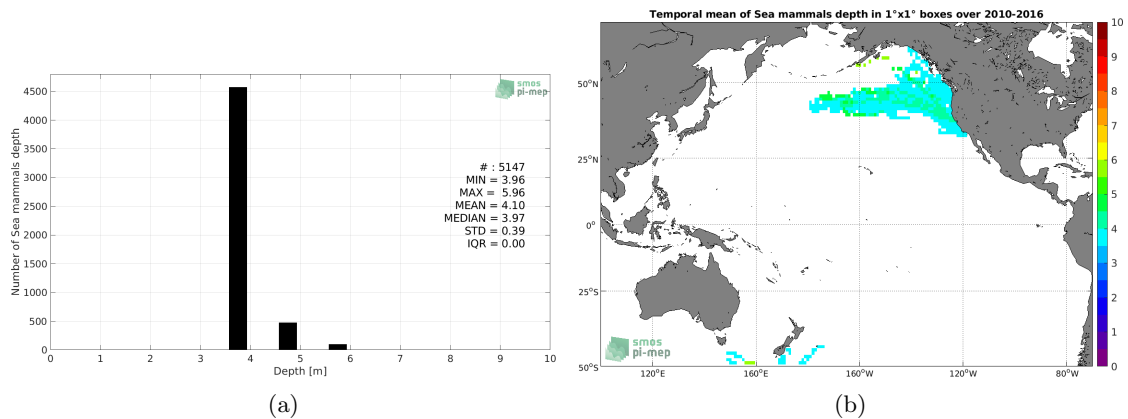 Number of Sea mammals depth
4500
4000
3500
3000
2500
2000
1500
1000
500
0
0 1 2 3 4 5 6 7 8 9 10
Depth [m]
smos
pi-mep
# : 5147
MIN = 3.96
MAX = 5.96
MEAN = 4.10
MEDIAN = 3.97
STD = 0.39
IQR = 0.00
(a)
Temporal mean of Sea mammals depth in 1°x1° boxes over 2010-2016
50°N
25°N
0°
25°S
50°S
120°E 160°E 160°W 120°W 80°W
smos
pi-mep
10
9
8
7
6
5
4
3
2
1
0
(b)